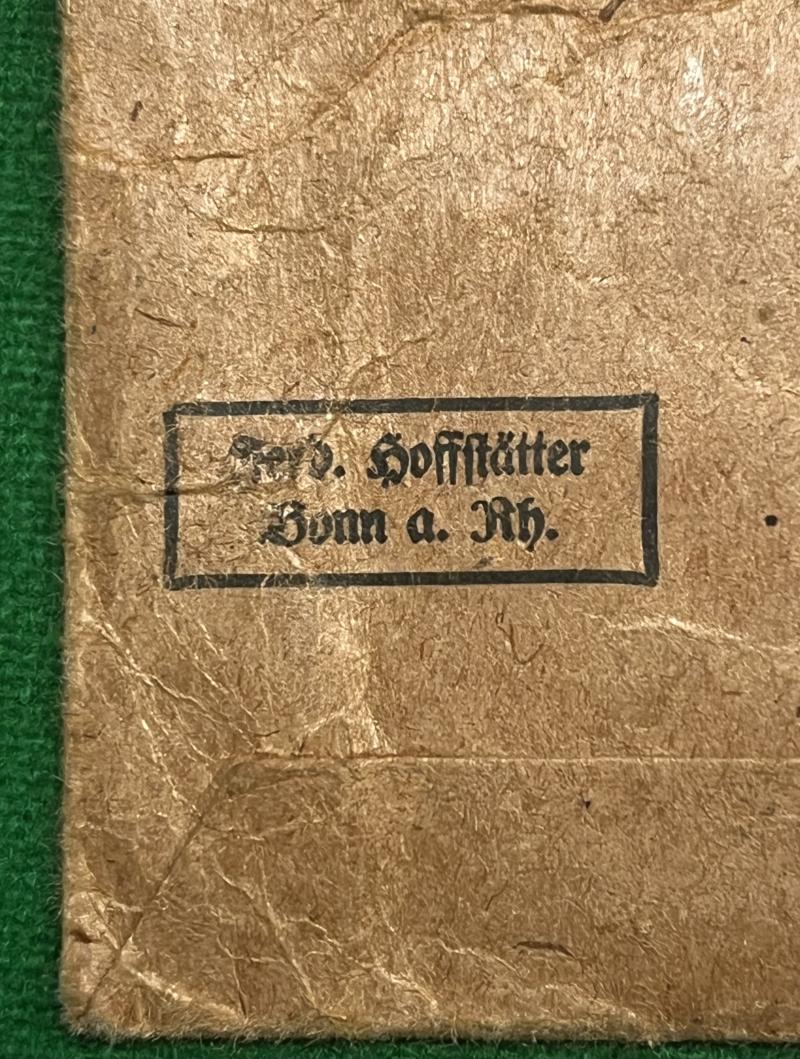 Ferd. Hoffstätter
Bonn a. Rh.